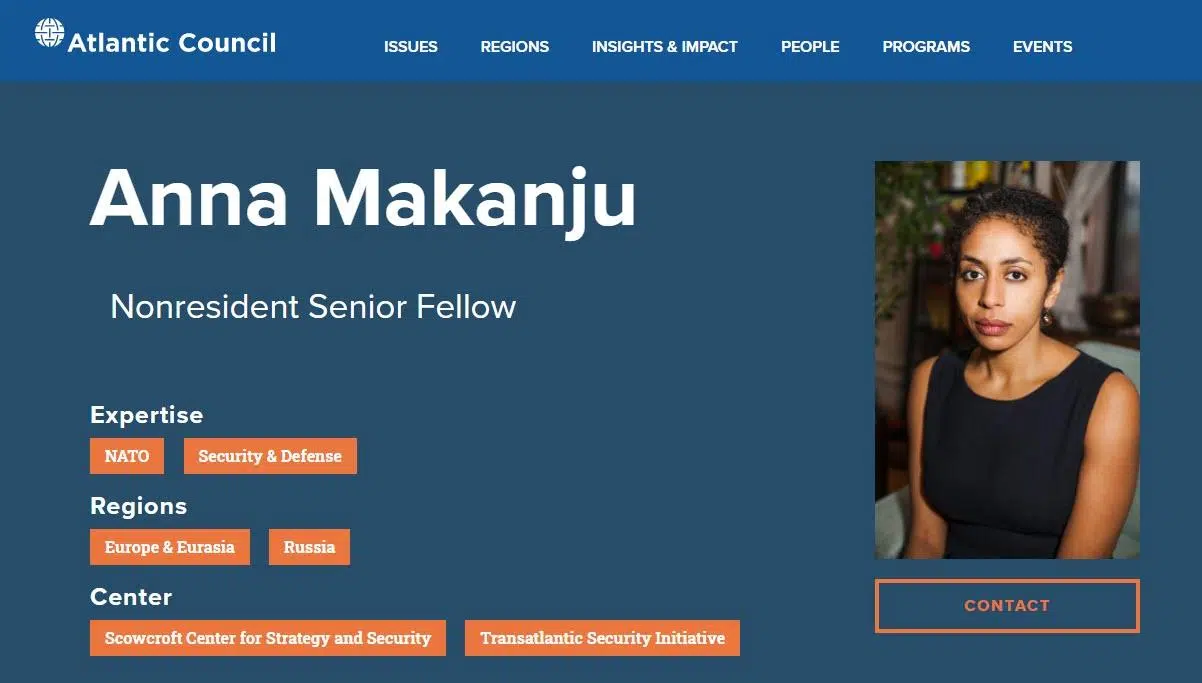 Atlantic Council
ISSUES REGIONS INSIGHTS & IMPACT PEOPLE PROGRAMS EVENTS
Anna Makanju
Nonresident Senior Fellow
Expertise
NATO Security & Defense
Regions
Europe & Eurasia Russia
Center
Scowcroft Center for Strategy and Security Transatlantic Security Initiative
CONTACT